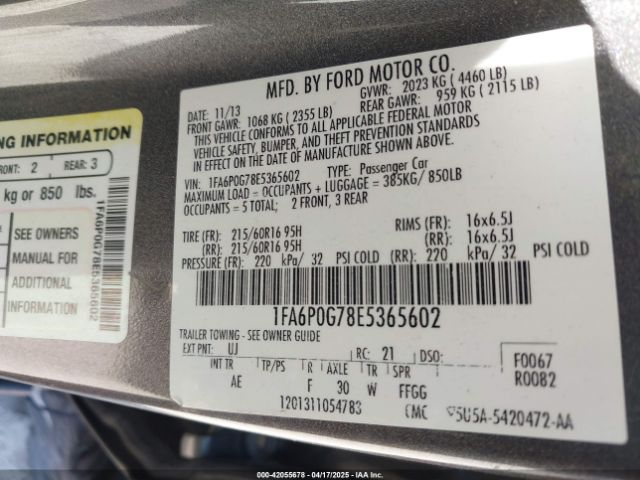 NG INFORMATION
FRONT: 2 REAR: 3
kg or 850 lbs.
SEE OWNERS
MANUAL FOR
ADDITIONAL
INFORMATION
1FA6P0G78E5365602
MFD. BY FORD MOTOR CO.
DATE: 11/13 GVWR: 2023 KG ( 4460 LB)
FRONT GAWR: 1068 KG ( 2355 LB) REAR GAWR: 959 KG ( 2115 LB)
THIS VEHICLE CONFORMS TO ALL APPLICABLE FEDERAL MOTOR
VEHICLE SAFETY, BUMPER, AND THEFT PREVENTION STANDARDS
IN EFFECT ON THE DATE OF MANUFACTURE SHOWN ABOVE.
VIN: 1FA6P0G78E5365602 TYPE: Passenger Car
MAXIMUM LOAD = OCCUPANTS + LUGGAGE = 385KG/ 850LB
OCCUPANTS = 5 TOTAL; 2 FRONT, 3 REAR
TIRE (FR): 215/60R16 95H RIMS (FR): 16x6.5J
(RR): 215/60R16 95H (RR): 16x6.5J
PRESSURE (FR): 220 kPa/ 32 PSI COLD (RR): 220 kPa/ 32 PSI COLD
1FA6P0G78E5365602
TRAILER TOWING - SEE OWNER GUIDE
EXT PNT: UJ RC: 21 DSO: F0067
INT TR TP/PS R AXLE TR SPR R0082
AE F 30 W FFGG
1201311054783 CMC 5U5A-5420472-AA
000-42055678 04/17/2025 IAAI.COM